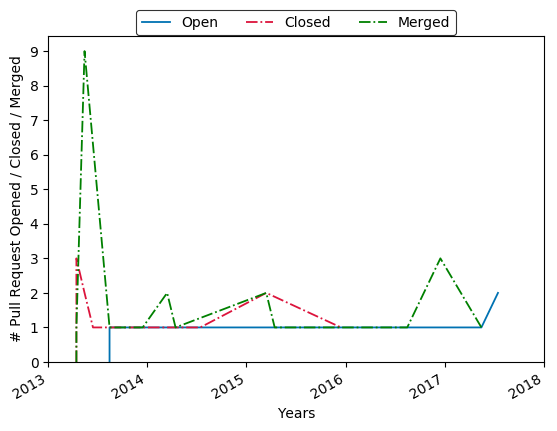 Open Closed Merged
# Pull Request Opened / Closed / Merged
9
8
7
6
5
4
3
2
1
0
2013 2014 2015 2016 2017 2018
Years